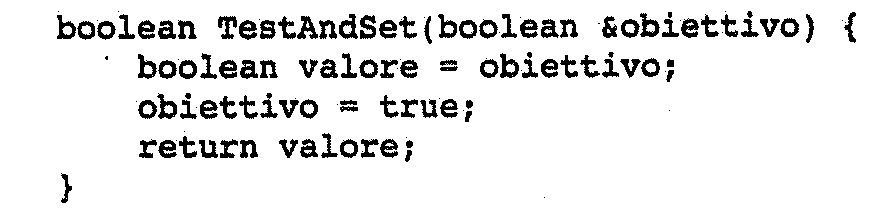 boolean TestAndSet(boolean &obiettivo) {
boolean valore = obiettivo;
obiettivo = true;
return valore;
}